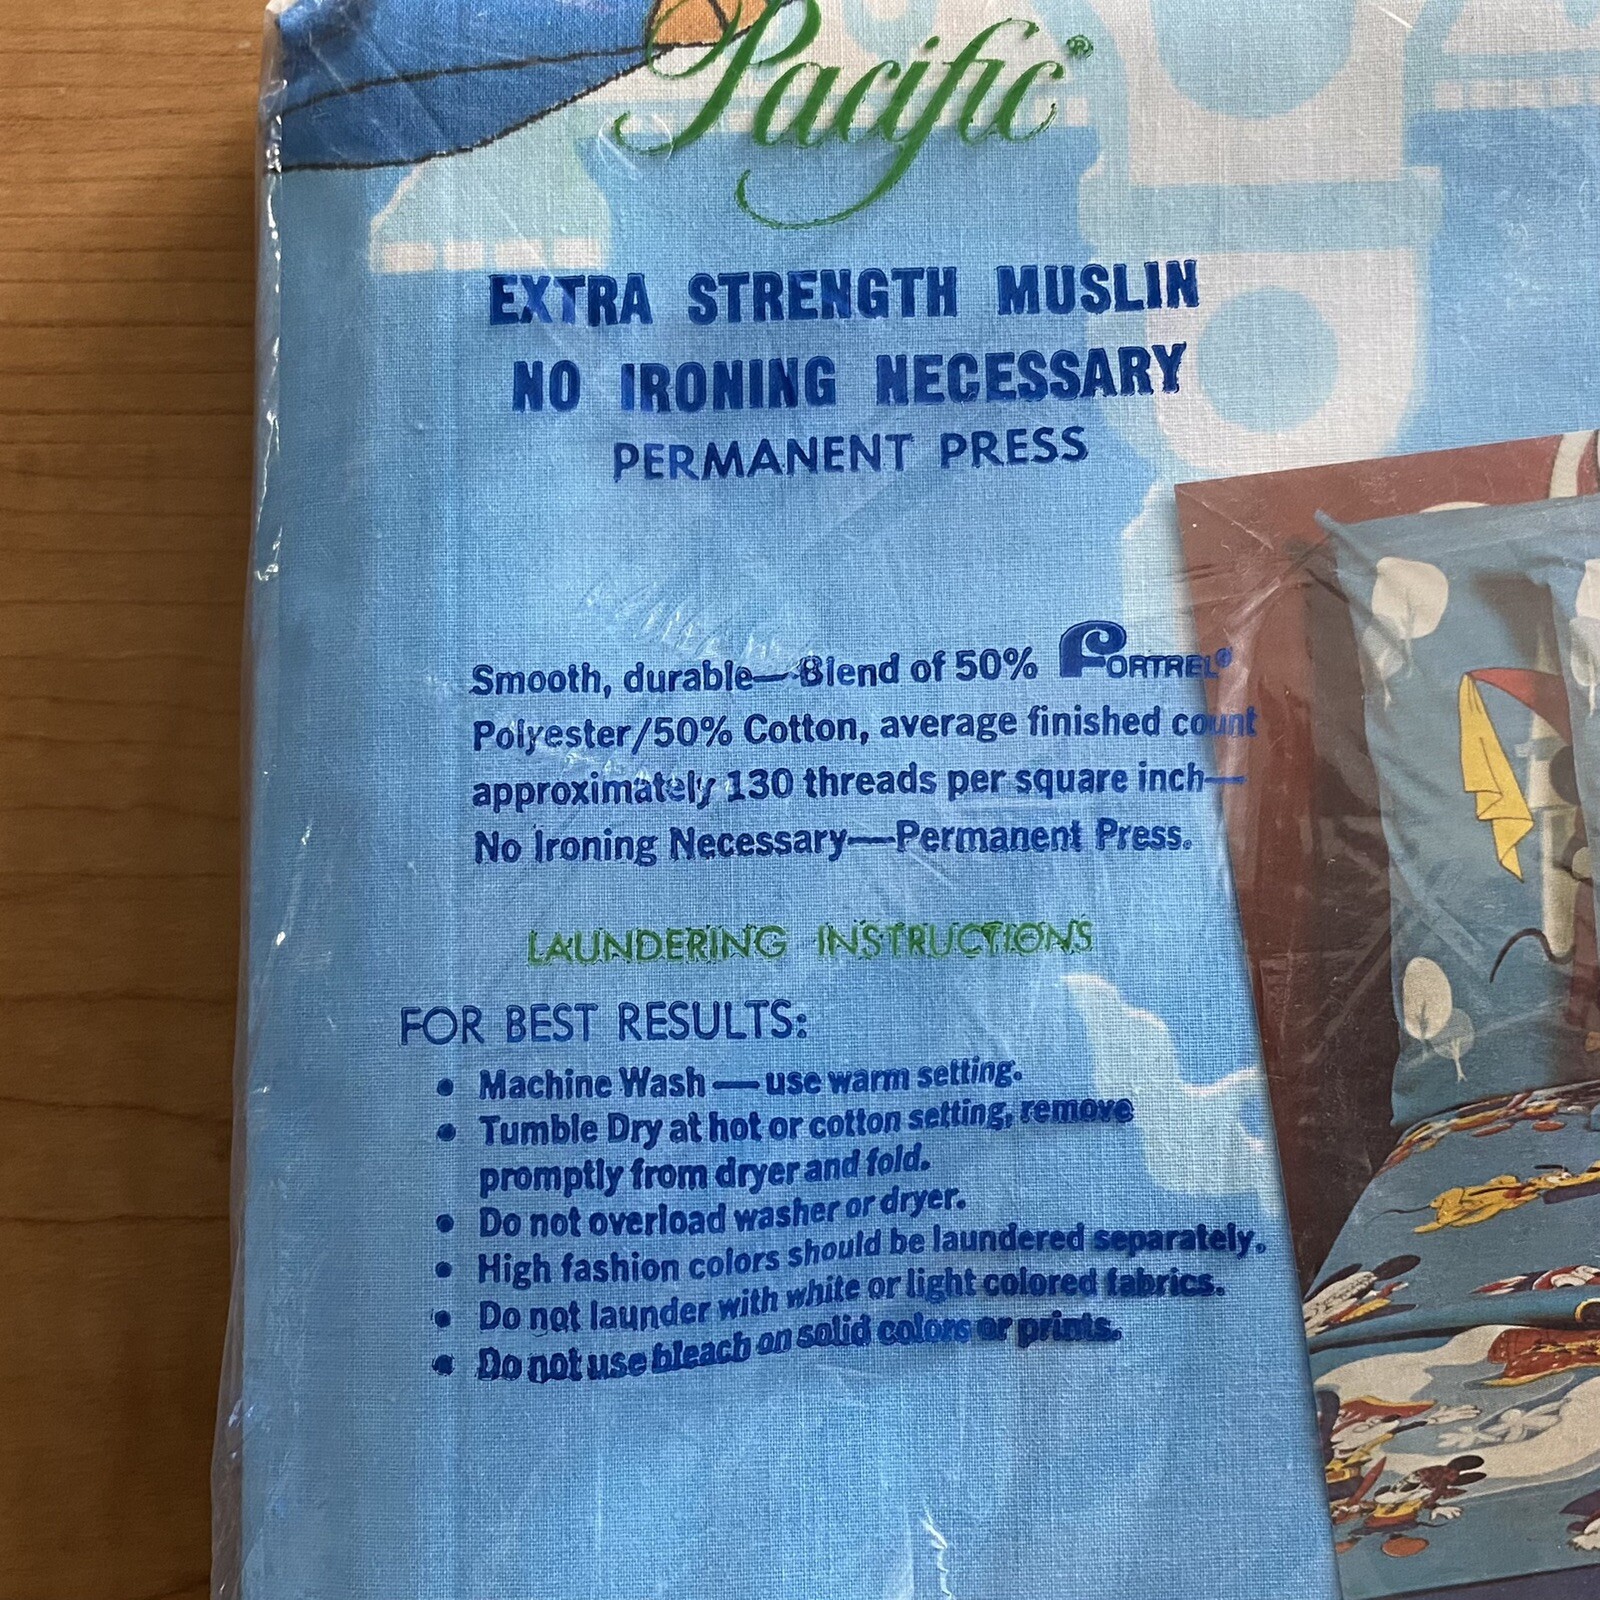 Pacific®
EXTRA STRENGTH MUSLIN
NO IRONING NECESSARY
PERMANENT PRESS
Smooth, durable—Blend of 50% FORTREL®
Polyester/50% Cotton, average finished count
approximately 130 threads per square inch—
No Ironing Necessary—Permanent Press.
LAUNDERING INSTRUCTIONS
FOR BEST RESULTS:
• Machine Wash — use warm setting.
• Tumble Dry at hot or cotton setting, remove
promptly from dryer and fold.
• Do not overload washer or dryer.
• High fashion colors should be laundered separately.
• Do not launder with white or light colored fabrics.
• Do not use bleach on solid colors or prints.